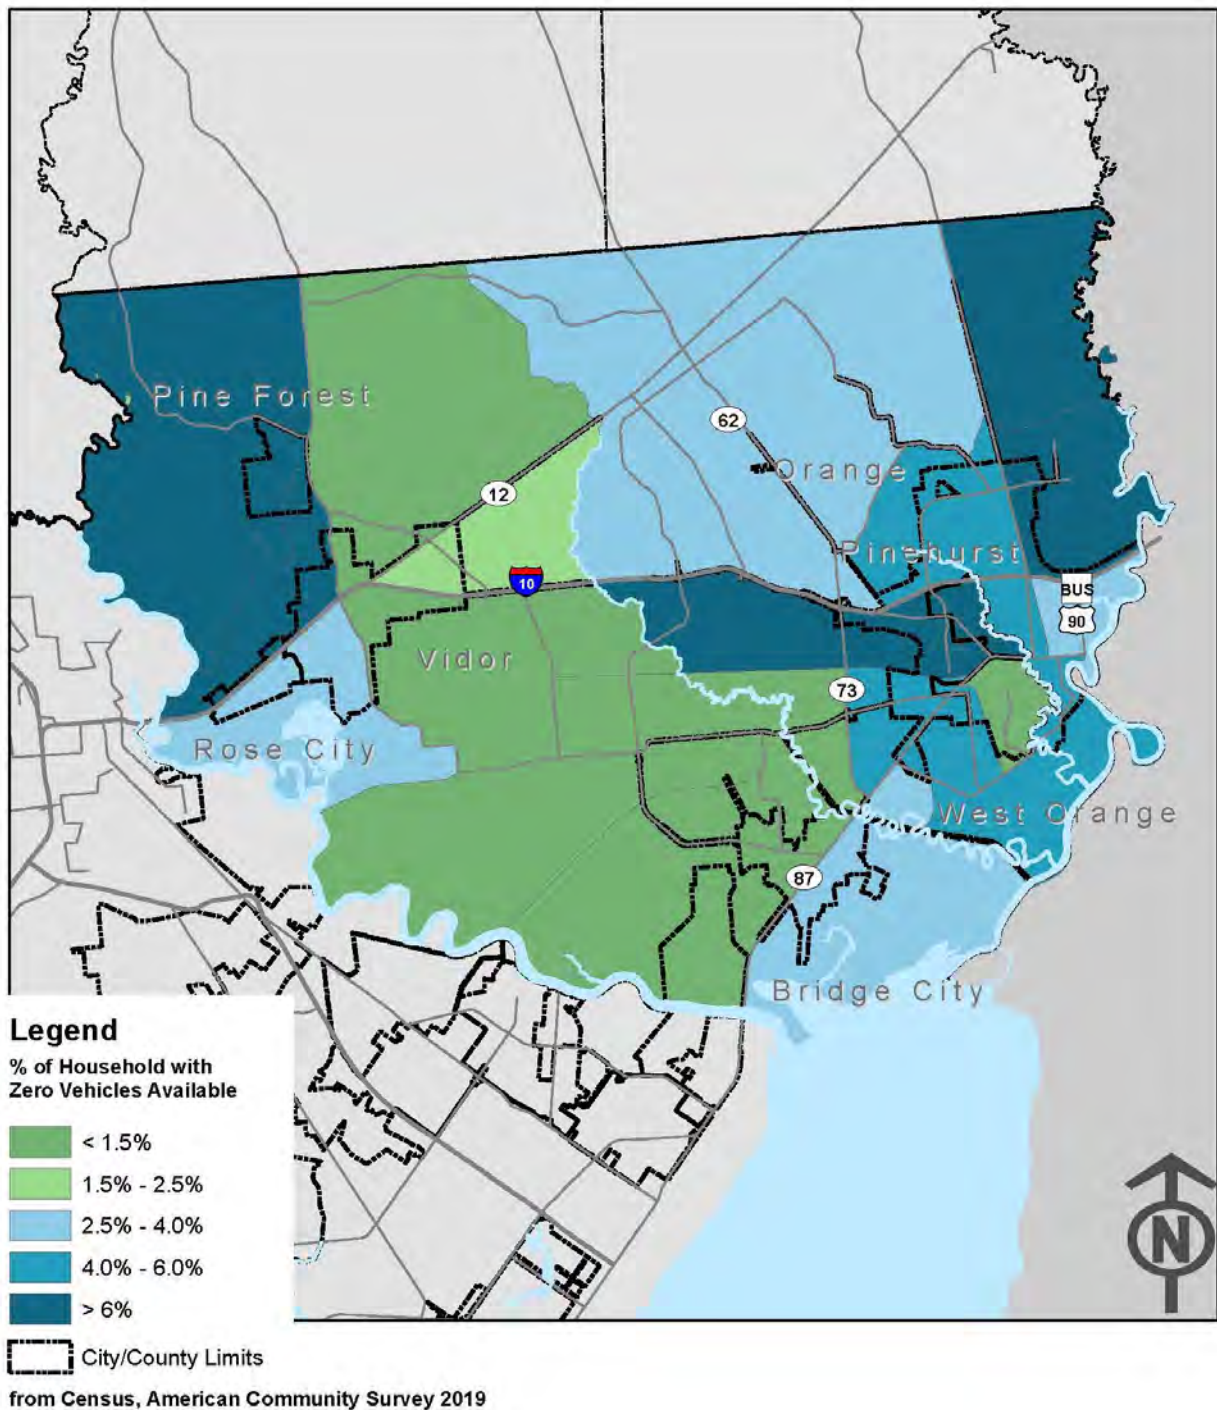 Pine Forest
62
Orange
12
Pinehurst
10
BUS
90
Vidor
73
Rose City
West Orange
87
Bridge City
Legend
% of Household with
Zero Vehicles Available
< 1.5%
1.5% - 2.5%
2.5% - 4.0%
4.0% - 6.0%
> 6%
City/County Limits
N
from Census, American Community Survey 2019